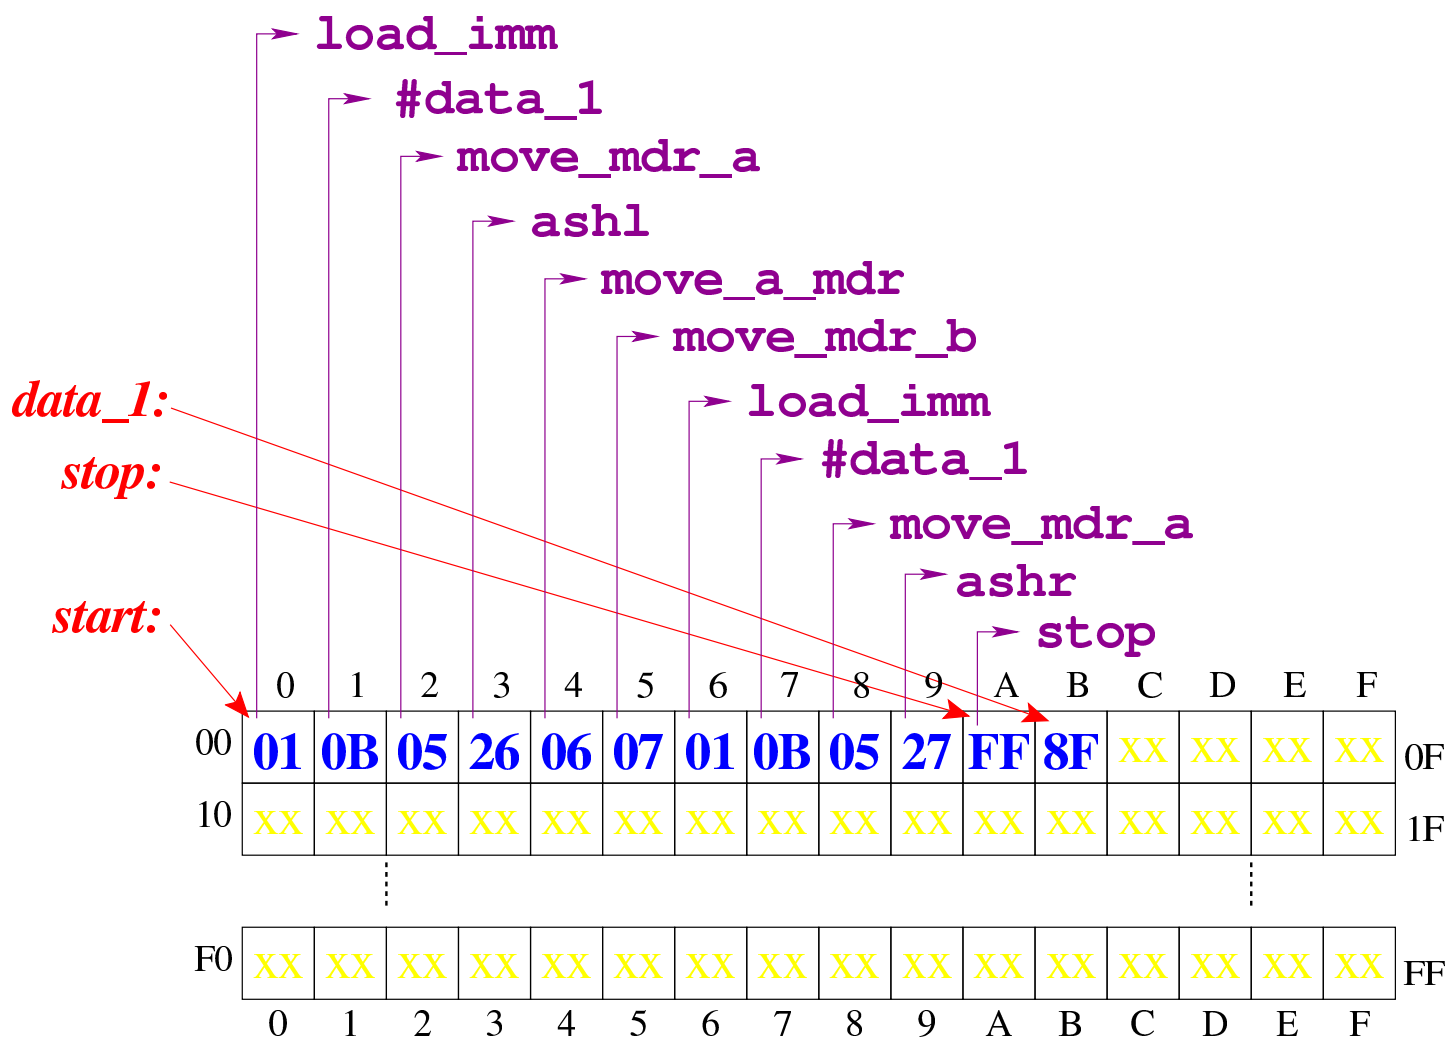 load_imm
#data_1
move_mdr_a
ashl
move_a_mdr
move_mdr_b
data_1:
load_imm
stop:
#data_1
move_mdr_a
ashr
start:
stop
0 1 2 3 4 5 6 7 8 9 A B C D E F
00 01 0B 05 26 06 07 01 0B 05 27 FF 8F xx xx xx xx 0F
10 xx xx xx xx xx xx xx xx xx xx xx xx xx xx xx xx 1F
F0 xx xx xx xx xx xx xx xx xx xx xx xx xx xx xx xx FF
0 1 2 3 4 5 6 7 8 9 A B C D E F